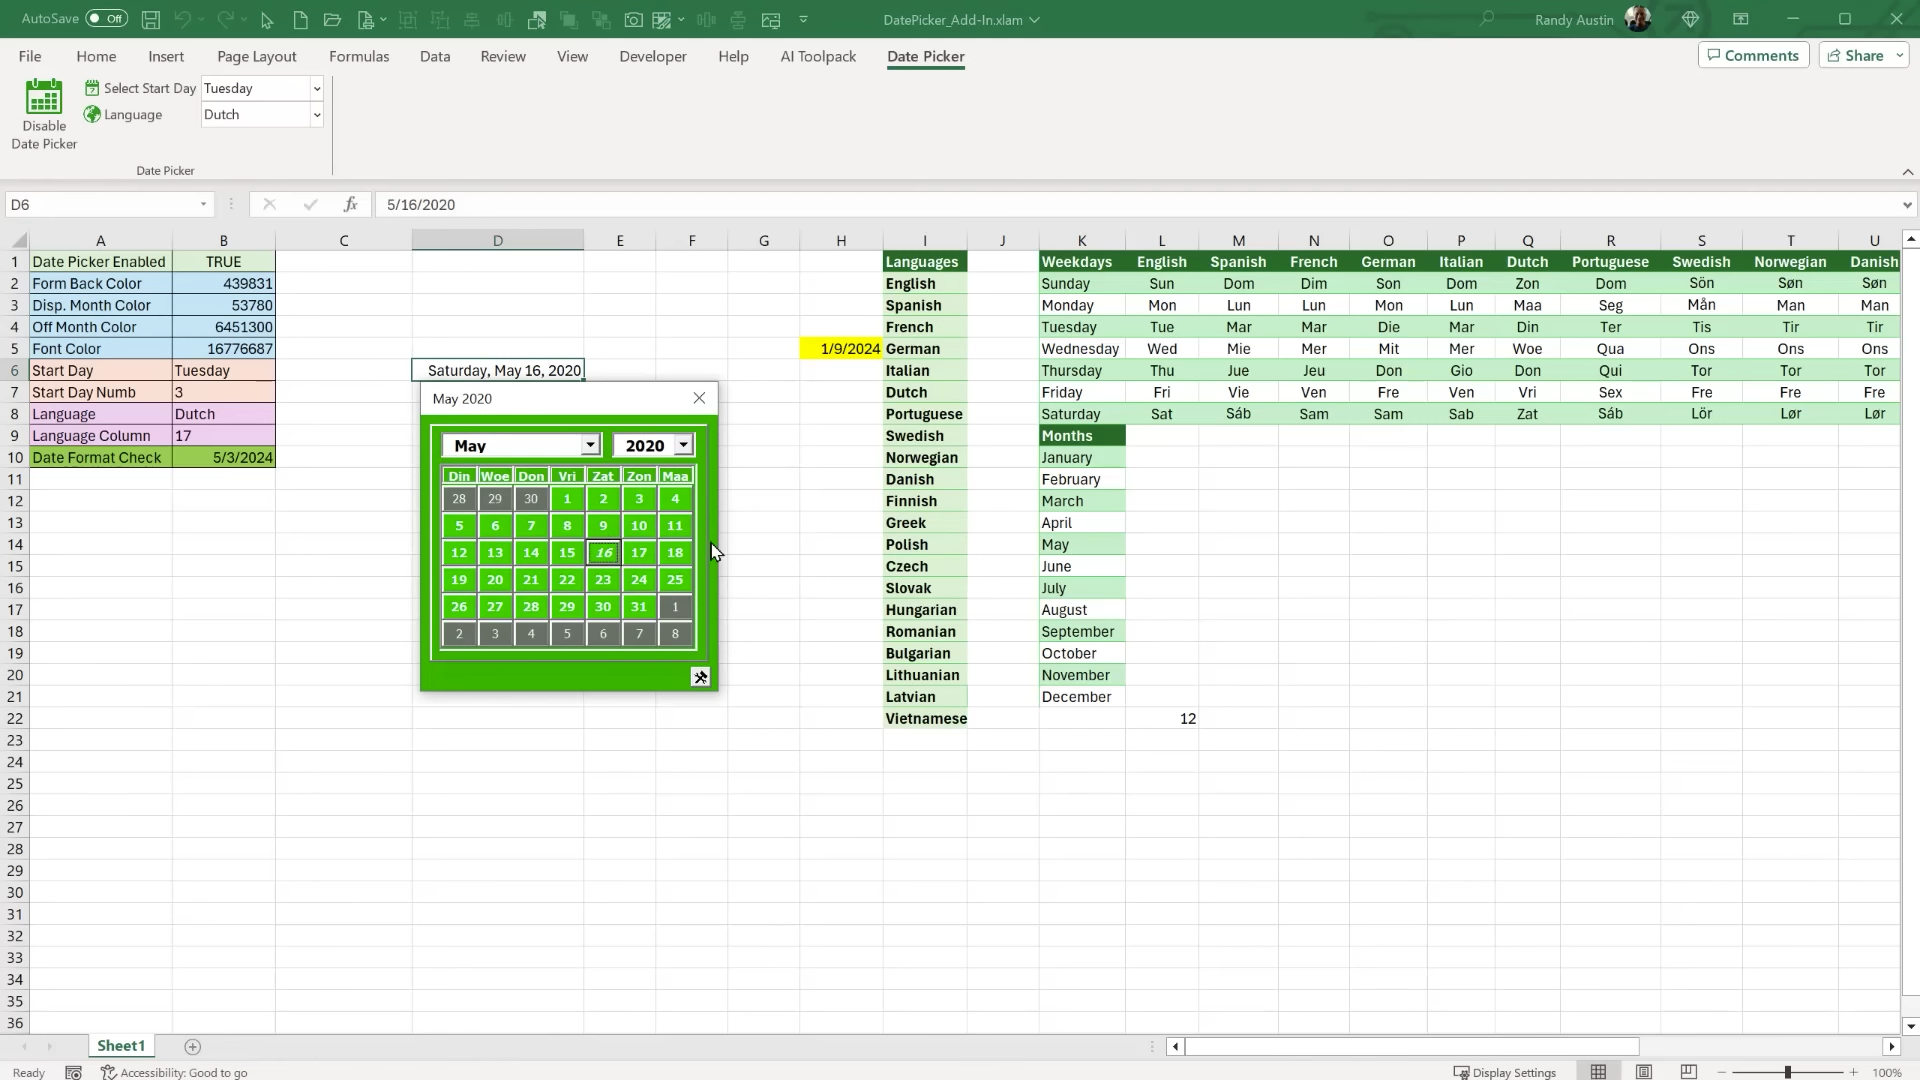 AutoSave Off DatePicker_Add-In.xlam Randy Austin
File Home Insert Page Layout Formulas Data Review View Developer Help AI Toolpack Date Picker Comments Share
Select Start Day Tuesday
Language Dutch
Disable
Date Picker
Date Picker
D6 fx 5/16/2020
A B C D E F G H I J K L M N O P Q R S T U
1 Date Picker Enabled TRUE Languages Weekdays English Spanish French German Italian Dutch Portuguese Swedish Norwegian Danish
2 Form Back Color 439831 English Sunday Sun Dom Dim Son Dom Zon Dom Sön Søn Søn
3 Disp. Month Color 53780 Spanish Monday Mon Lun Lun Mon Lun Maa Seg Mån Man Man
4 Off Month Color 6451300 French Tuesday Tue Mar Mar Die Mar Din Ter Tis Tir Tir
5 Font Color 16776687 1/9/2024 German Wednesday Wed Mie Mer Mit Mer Woe Qua Ons Ons Ons
6 Start Day Tuesday Saturday, May 16, 2020 Italian Thursday Thu Jue Jeu Don Gio Don Qui Tor Tor Tor
7 Start Day Numb 3 Dutch Friday Fri Vie Ven Fre Ven Vri Sex Fre Fre Fre
8 Language Dutch Portuguese Saturday Sat Sáb Sam Sam Sab Zat Sáb Lör Lør Lør
9 Language Column 17 Swedish Months
10 Date Format Check 5/3/2024 Norwegian January
11 Danish February
12 Finnish March
13 Greek April
14 Polish May
15 Czech June
16 Slovak July
17 Hungarian August
18 Romanian September
19 Bulgarian October
20 Lithuanian November
21 Latvian December
22 Vietnamese 12
23
24
25
26
27
28
29
30
31
32
33
34
35
36
May 2020
May 2020
Din Woe Don Vri Zat Zon Maa
28 29 30 1 2 3 4
5 6 7 8 9 10 11
12 13 14 15 16 17 18
19 20 21 22 23 24 25
26 27 28 29 30 31 1
2 3 4 5 6 7 8
Sheet1
Ready Accessibility: Good to go Display Settings 100%